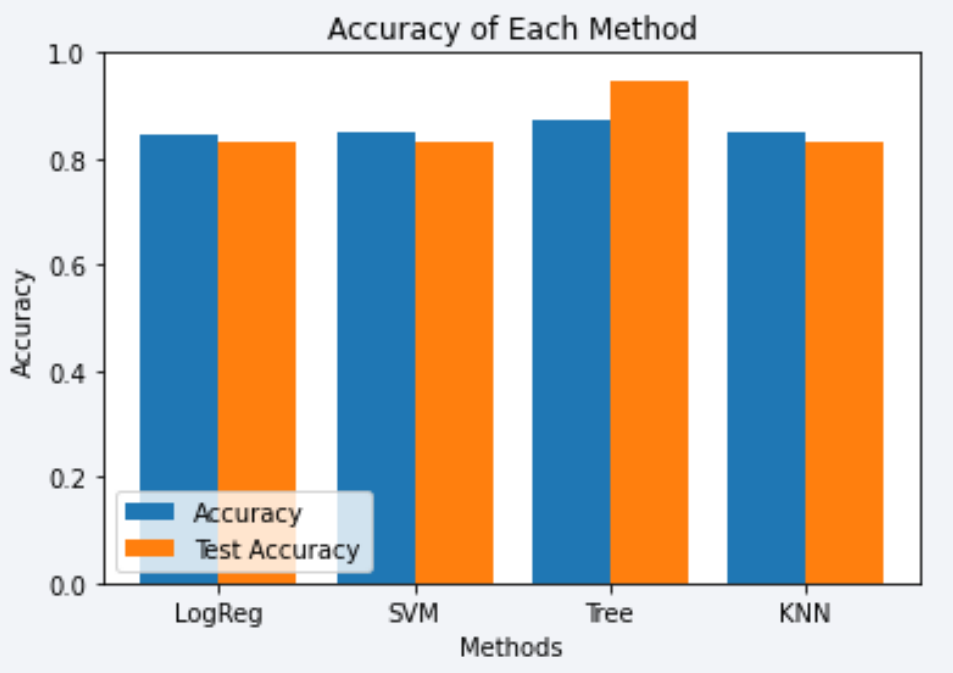 Accuracy of Each Method
1.0
0.8
0.6
0.4
0.2
0.0
Accuracy
Accuracy
Test Accuracy
LogReg SVM Tree KNN
Methods